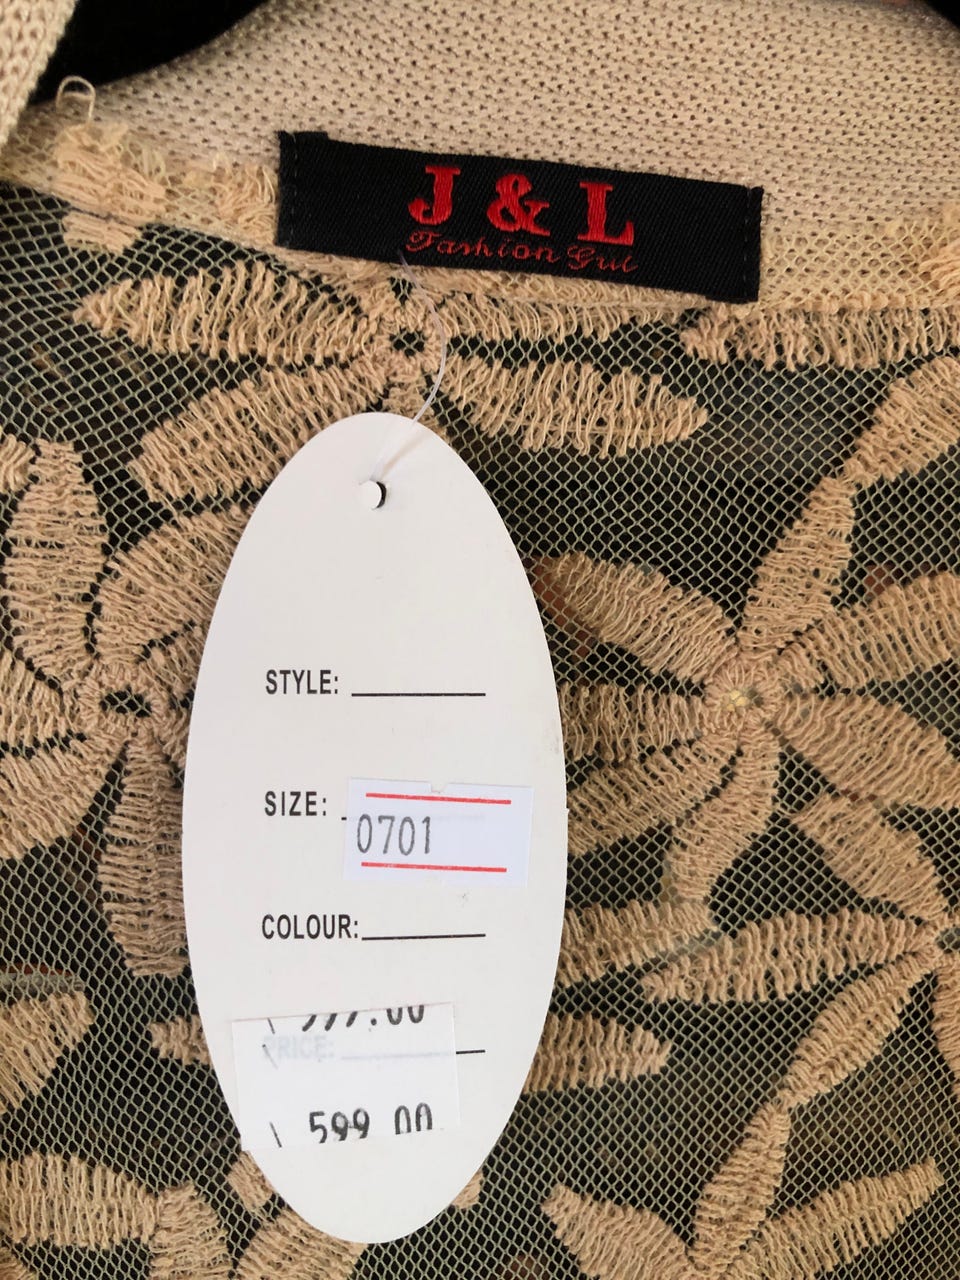 J & L
Fashion Gul
STYLE:
SIZE:
0701
COLOUR:
PRICE:
599.00